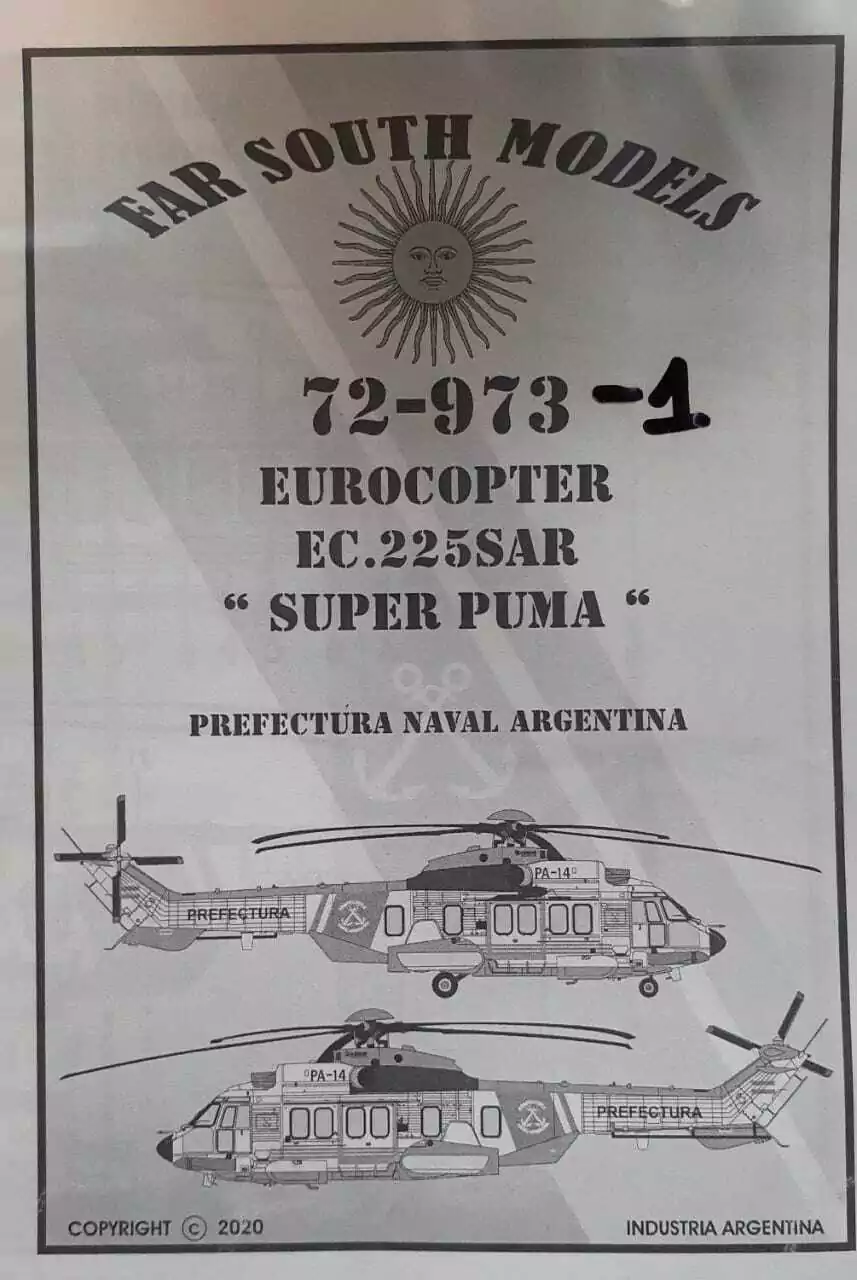 FAR SOUTH MODELS
72-973 -1
EUROCOPTER
EC.225SAR
“ SUPER PUMA “
PREFECTURA NAVAL ARGENTINA
PA-14
PREFECTURA
PA-14
PREFECTURA
COPYRIGHT © 2020
INDUSTRIA ARGENTINA